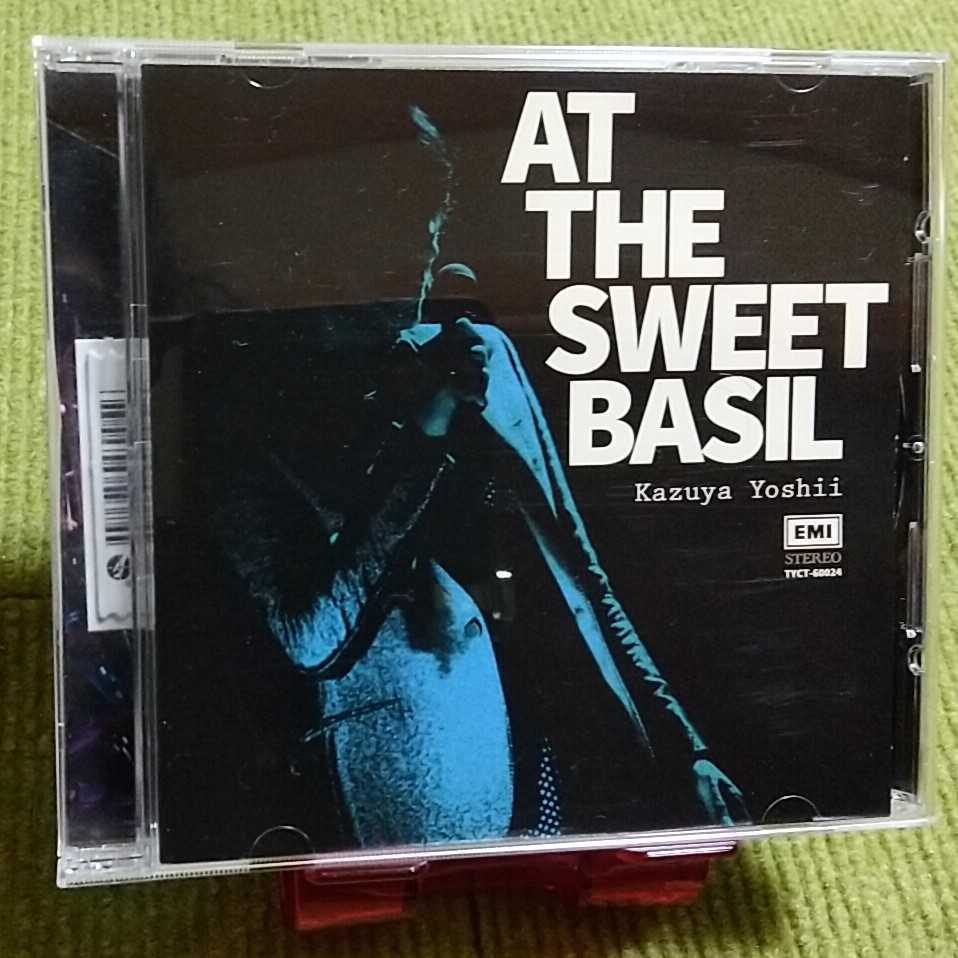 AT
THE
SWEET
BASIL
Kazuya Yoshii
EMI
STEREO
TYCT-60024